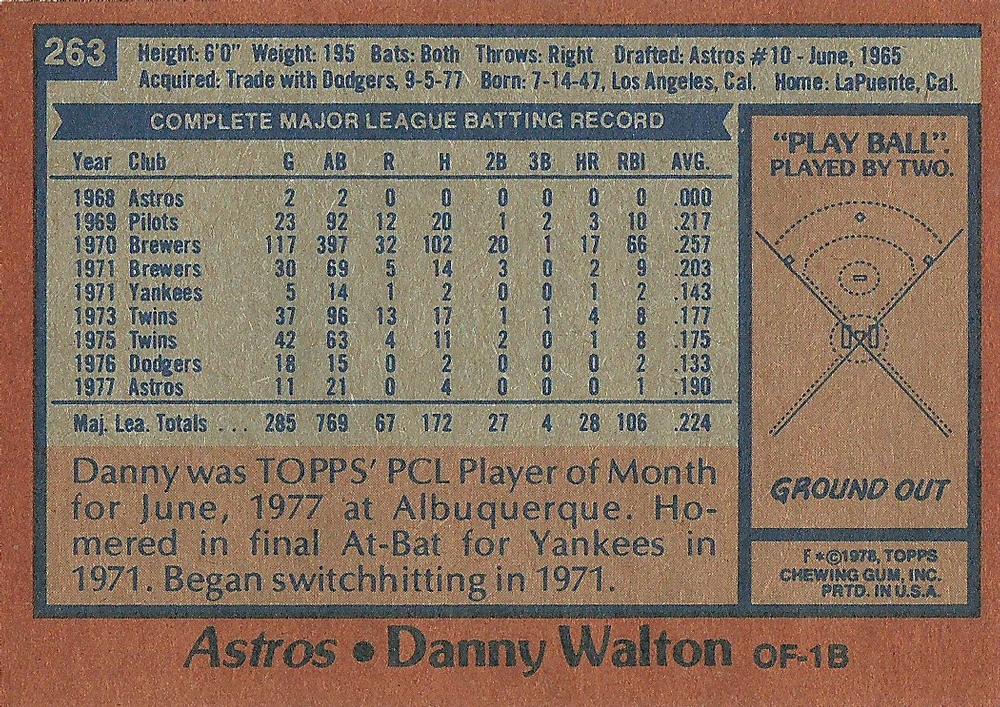 263
Height: 6'0" Weight: 195 Bats: Both Throws: Right Drafted: Astros #10 - June, 1965
Acquired: Trade with Dodgers, 9-5-77 Born: 7-14-47, Los Angeles, Cal. Home: LaPuente, Cal.
COMPLETE MAJOR LEAGUE BATTING RECORD
Year Club G AB R H 2B 3B HR RBI AVG.
1968 Astros 2 2 0 0 0 0 0 0 .000
1969 Pilots 23 92 12 20 1 2 3 10 .217
1970 Brewers 117 397 32 102 20 1 17 66 .257
1971 Brewers 30 69 5 14 3 0 2 9 .203
1971 Yankees 5 14 1 2 0 0 1 2 .143
1973 Twins 37 96 13 17 1 1 4 8 .177
1975 Twins 42 63 4 11 2 0 1 8 .175
1976 Dodgers 18 15 0 2 0 0 0 2 .133
1977 Astros 11 21 0 4 0 0 0 1 .190
Maj. Lea. Totals ... 285 769 67 172 27 4 28 106 .224
Danny was TOPPS' PCL Player of Month
for June, 1977 at Albuquerque. Ho-
mered in final At-Bat for Yankees in
1971. Began switchhitting in 1971.
"PLAY BALL".
PLAYED BY TWO.
GROUND OUT
F*©1978, TOPPS
CHEWING GUM, INC.
PRTD. IN U.S.A.
Astros • Danny Walton OF-1B